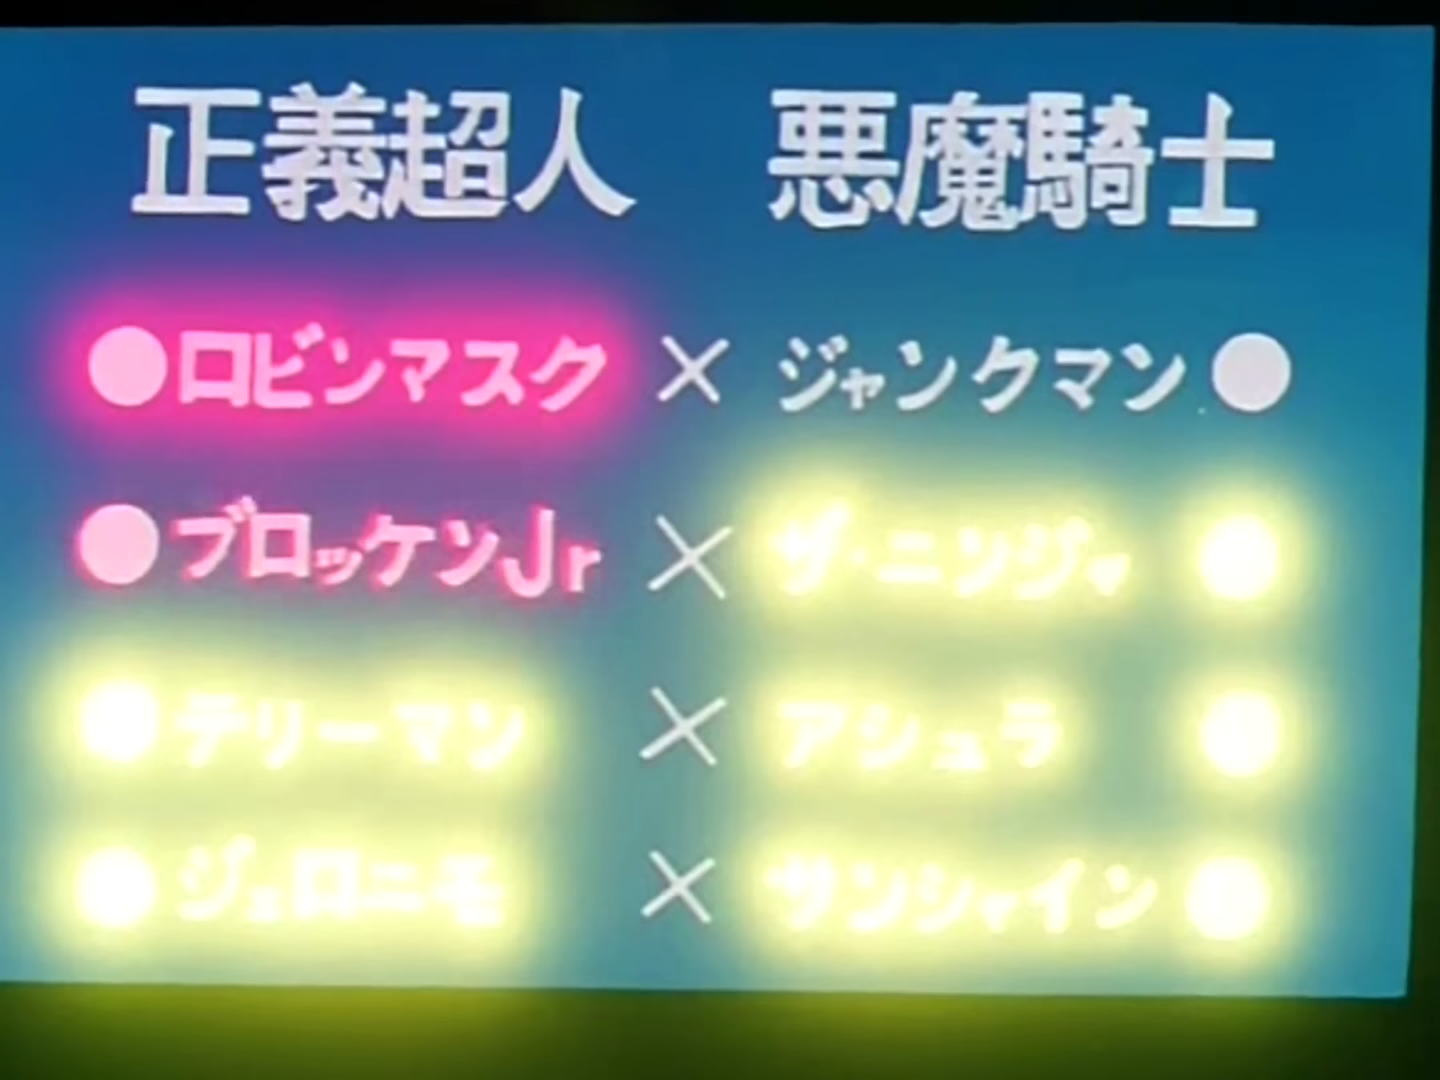 正義超人 悪魔騎士
●ロビンマスク × ジャンクマン●
●ブロッケンJr × ザ・ニンジャ●
●テリーマン × アシュラ●
●ジェロニモ × サンシャイン●